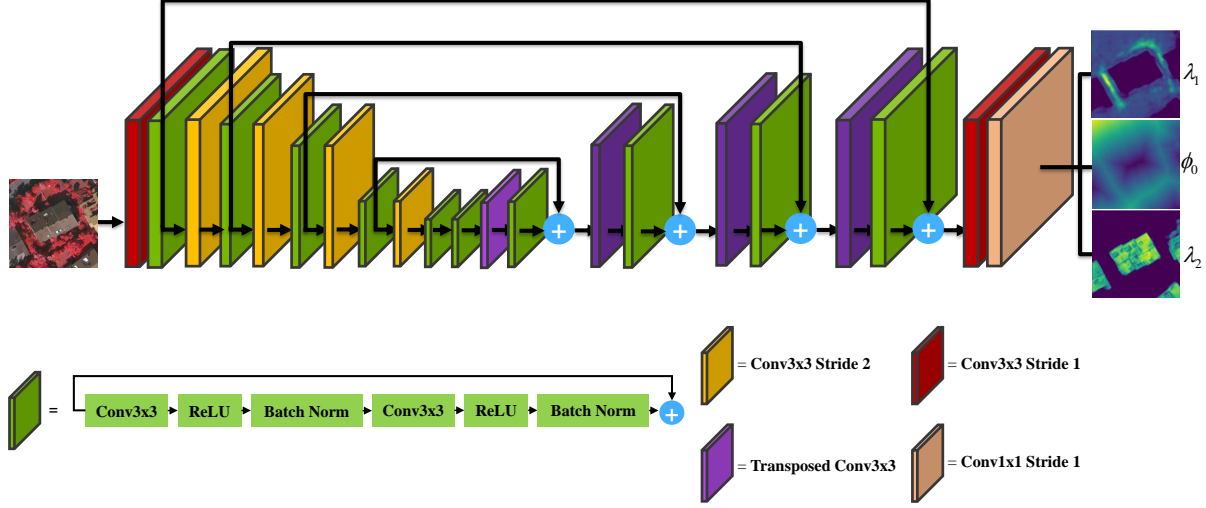 λ1
ϕ0
λ2
+ + + +
= Conv3x3 Stride 2
= Conv3x3 Stride 1
= Conv3x3 ReLU Batch Norm Conv3x3 ReLU Batch Norm +
= Transposed Conv3x3
= Conv1x1 Stride 1